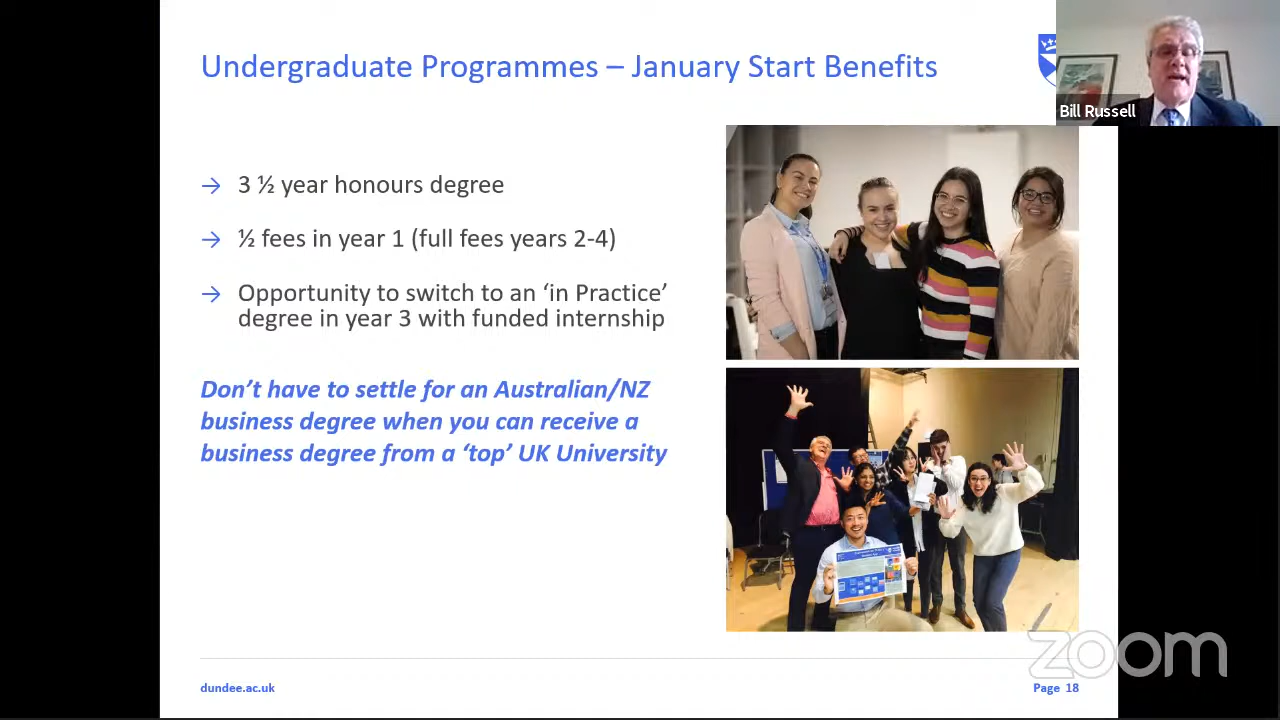 Undergraduate Programmes – January Start Benefits
Bill Russell
→ 3 ½ year honours degree
→ ½ fees in year 1 (full fees years 2-4)
→ Opportunity to switch to an ‘in Practice’
degree in year 3 with funded internship
Don’t have to settle for an Australian/NZ
business degree when you can receive a
business degree from a ‘top’ UK University
zoom
dundee.ac.uk
Page 18